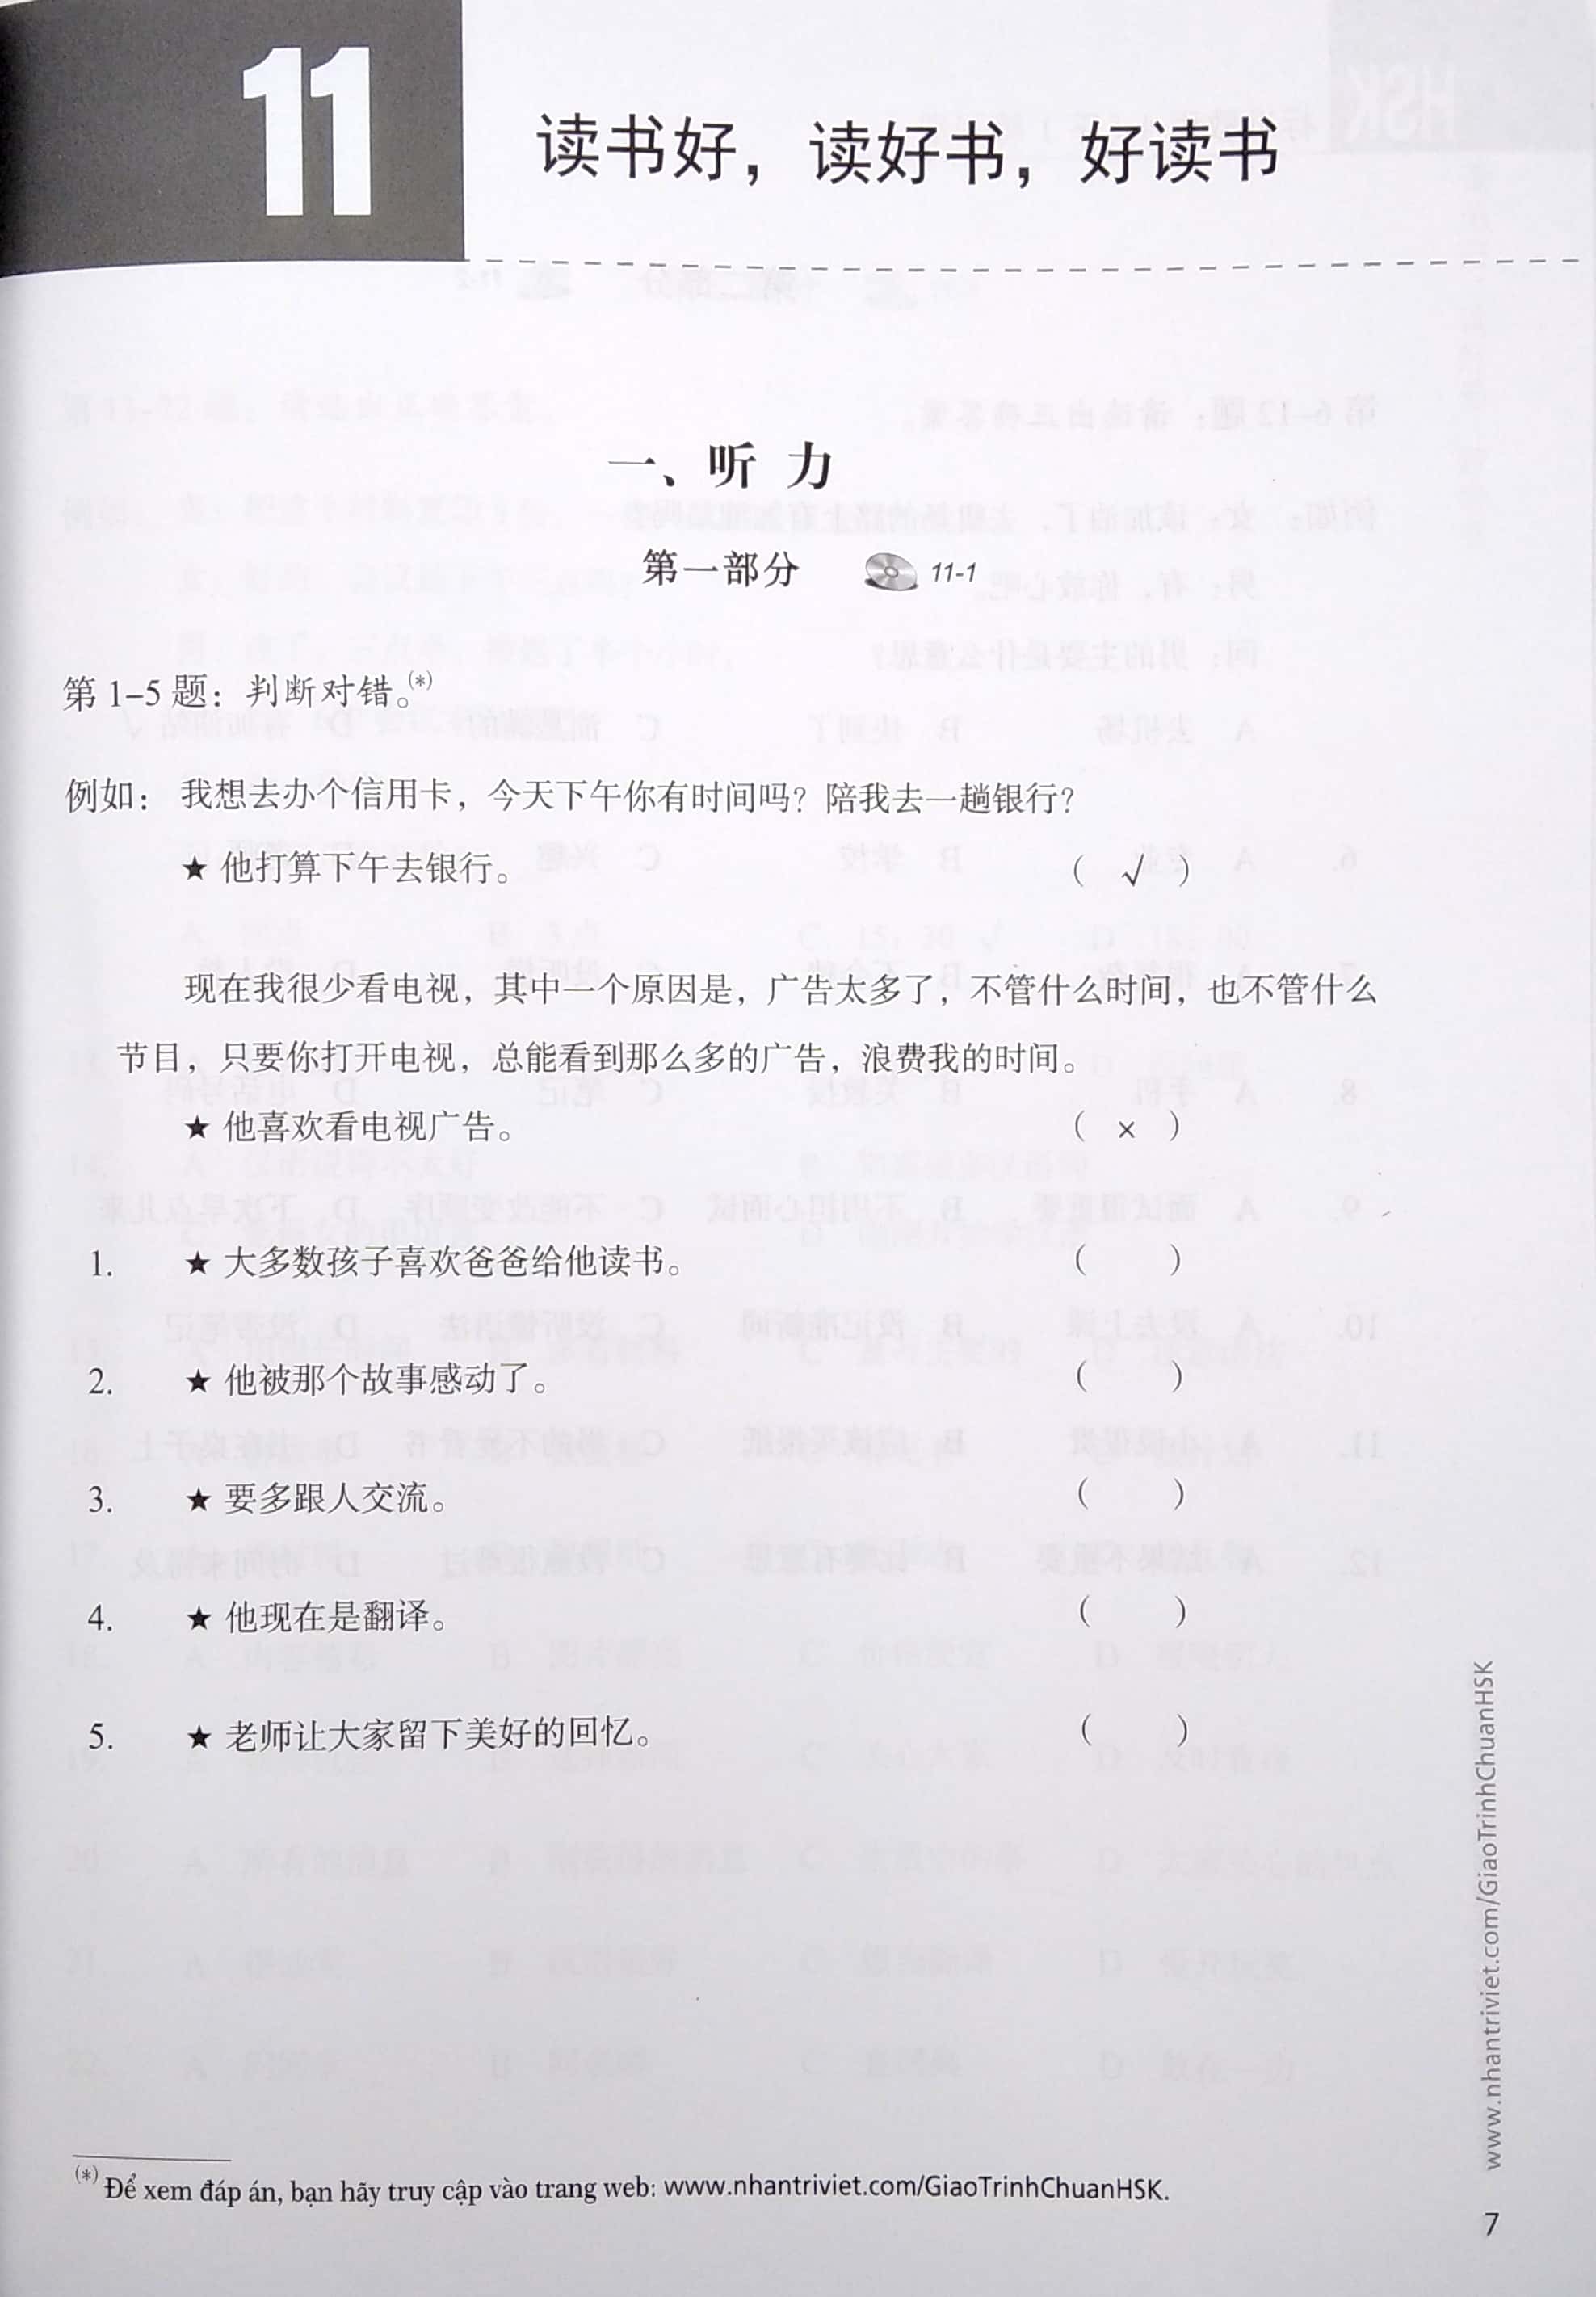 11
读书好，读好书，好读书
一、听 力
第一部分 11-1
第1–5题：判断对错。(*)
例如： 我想去办个信用卡，今天下午你有时间吗？陪我去一趟银行？
★ 他打算下午去银行。 ( √ )
现在我很少看电视，其中一个原因是，广告太多了，不管什么时间，也不管什么
节目，只要你打开电视，总能看到那么多的广告，浪费我的时间。
★ 他喜欢看电视广告。 ( × )
1. ★ 大多数孩子喜欢爸爸给他读书。 ( )
2. ★ 他被那个故事感动了。 ( )
3. ★ 要多跟人交流。 ( )
4. ★ 他现在是翻译。 ( )
5. ★ 老师让大家留下美好的回忆。 ( )
www.nhantriviet.com/GiaoTrinhChuanHSK
(*) Để xem đáp án, bạn hãy truy cập vào trang web: www.nhantriviet.com/GiaoTrinhChuanHSK.
7